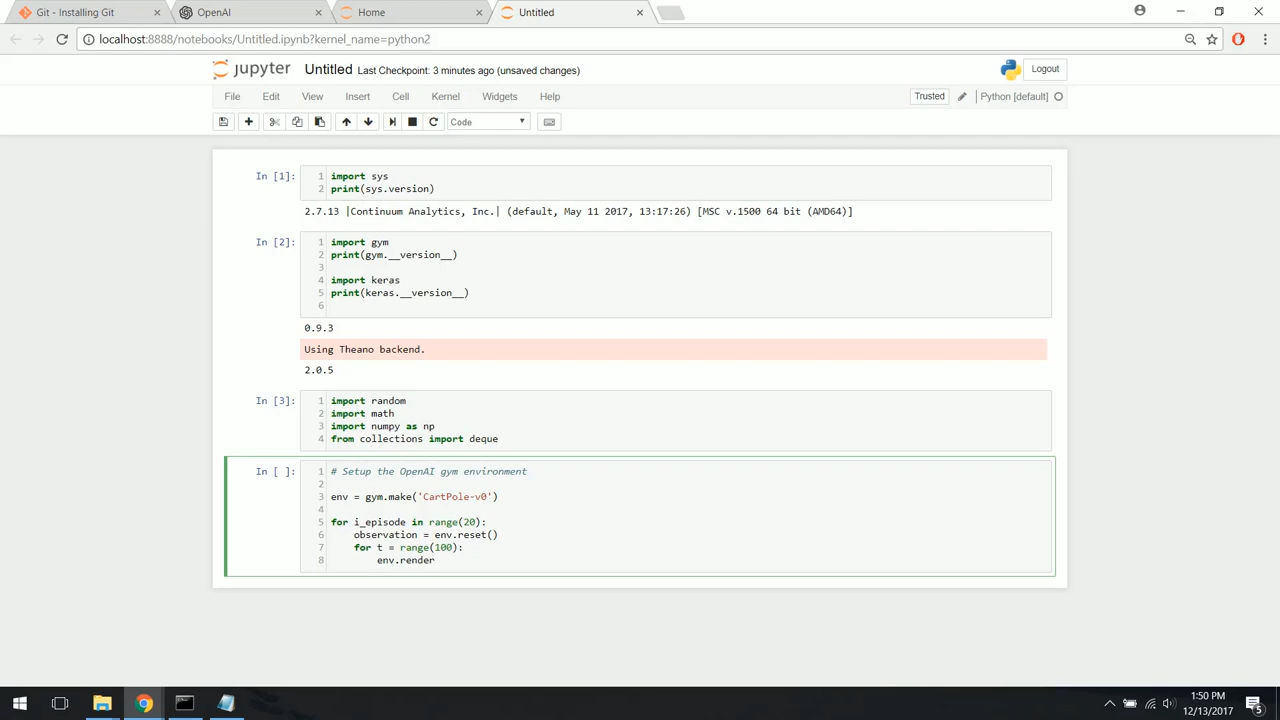 Git - Installing Git
OpenAI
Home
Untitled
localhost:8888/notebooks/Untitled.ipynb?kernel_name=python2
jupyter Untitled Last Checkpoint: 3 minutes ago (unsaved changes)
Logout
File Edit View Insert Cell Kernel Widgets Help
Trusted
Python [default]
Code
In [1]:
1 import sys
2 print(sys.version)
2.7.13 |Continuum Analytics, Inc.| (default, May 11 2017, 13:17:26) [MSC v.1500 64 bit (AMD64)]
In [2]:
1 import gym
2 print(gym.__version__)
3
4 import keras
5 print(keras.__version__)
6
0.9.3
Using Theano backend.
2.0.5
In [3]:
1 import random
2 import math
3 import numpy as np
4 from collections import deque
In [ ]:
1 # Setup the OpenAI gym environment
2
3 env = gym.make('CartPole-v0')
4
5 for i_episode in range(20):
6 observation = env.reset()
7 for t = range(100):
8 env.render
1:50 PM
12/13/2017
5